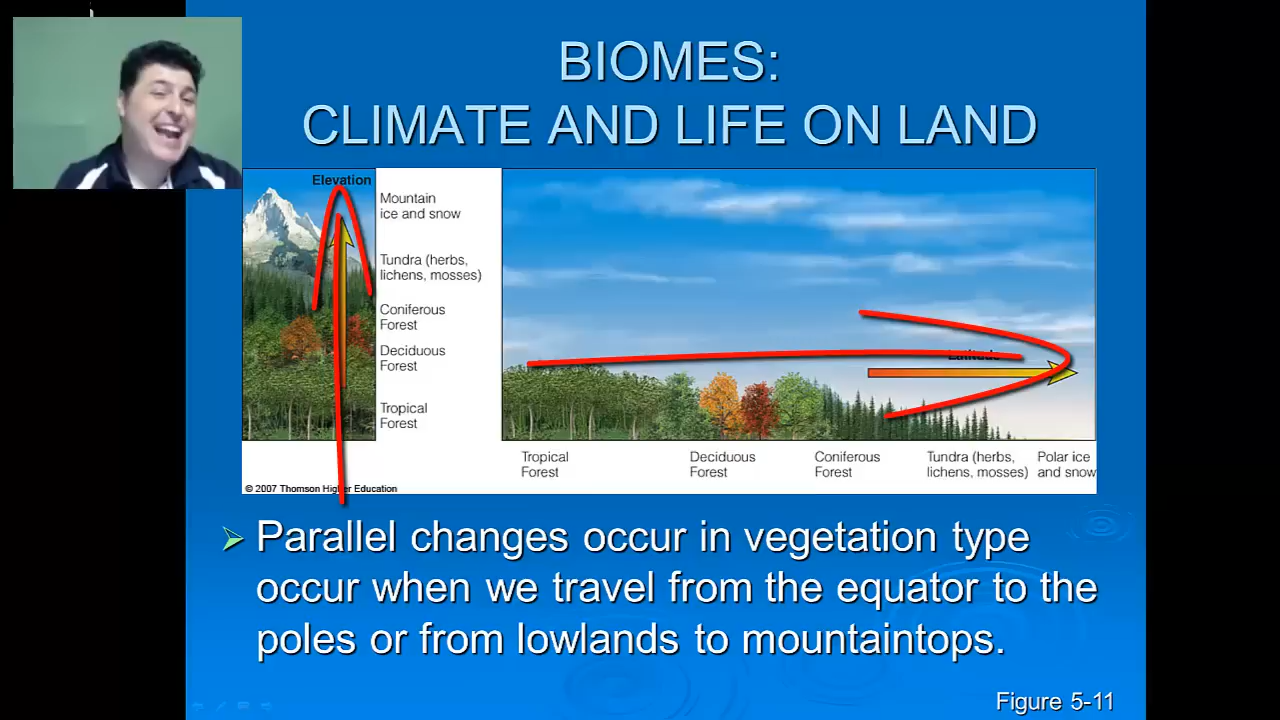 BIOMES:
CLIMATE AND LIFE ON LAND
Elevation
Mountain
ice and snow
Tundra (herbs,
lichens, mosses)
Coniferous
Forest
Deciduous
Forest
Tropical
Forest
Latitude
Tropical
Forest
Deciduous
Forest
Coniferous
Forest
Tundra (herbs,
lichens, mosses)
Polar ice
and snow
© 2007 Thomson Higher Education
Parallel changes occur in vegetation type
occur when we travel from the equator to the
poles or from lowlands to mountaintops.
Figure 5-11